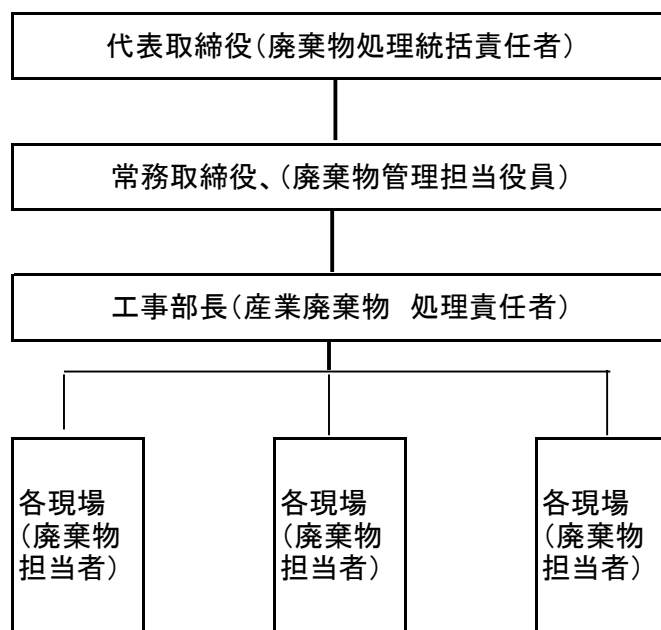 代表取締役(廃棄物処理統括責任者)
常務取締役、(廃棄物管理担当役員)
工事部長(産業廃棄物　処理責任者)
各現場
(廃棄物
担当者)
各現場
(廃棄物
担当者)
各現場
(廃棄物
担当者)